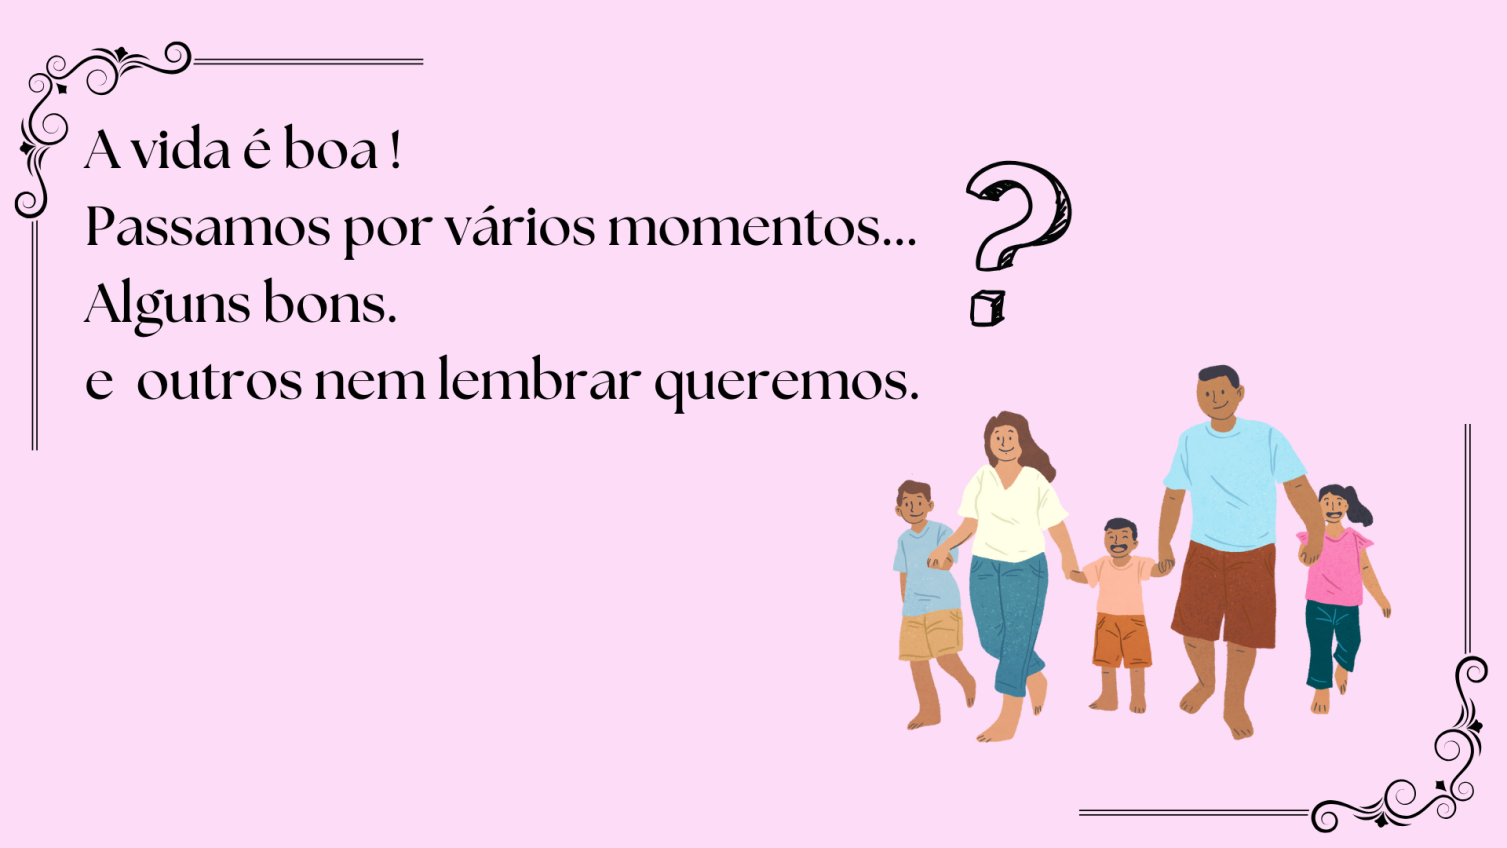 A vida é boa !
Passamos por vários momentos...
Alguns bons.
e outros nem lembrar queremos.
?